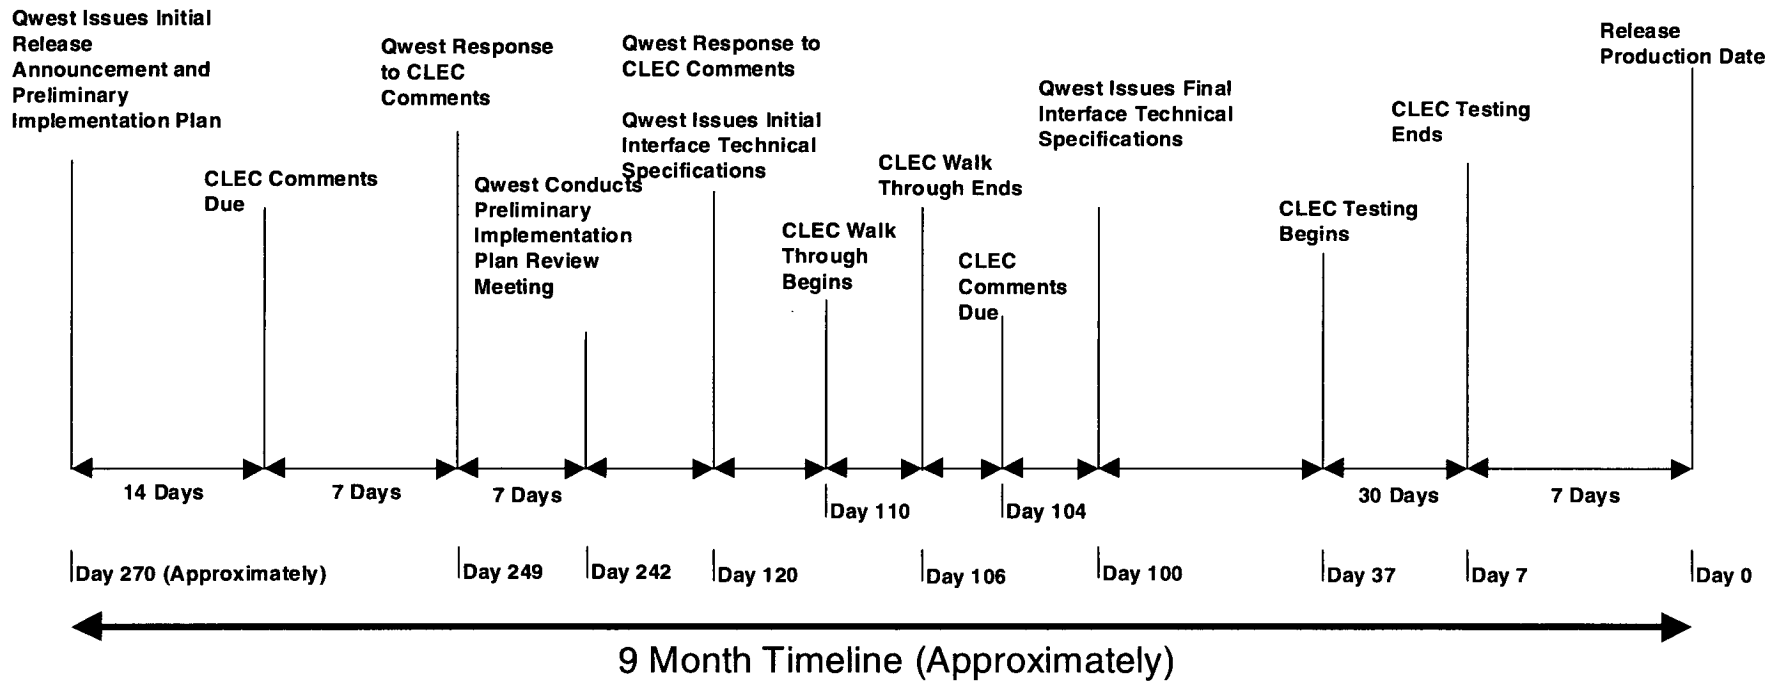 Qwest Issues Initial
Release
Announcement and
Preliminary
Implementation Plan
CLEC Comments
Due
Qwest Response
to CLEC
Comments
Qwest Conducts
Preliminary
Implementation
Plan Review
Meeting
Qwest Response to
CLEC Comments
Qwest Issues Initial
Interface Technical
Specifications
CLEC Walk
Through
Begins
CLEC Walk
Through Ends
CLEC
Comments
Due
Qwest Issues Final
Interface Technical
Specifications
CLEC Testing
Begins
CLEC Testing
Ends
Release
Production Date
14 Days
7 Days
7 Days
30 Days
7 Days
Day 110
Day 104
Day 270 (Approximately)
Day 249
Day 242
Day 120
Day 106
Day 100
Day 37
Day 7
Day 0
9 Month Timeline (Approximately)